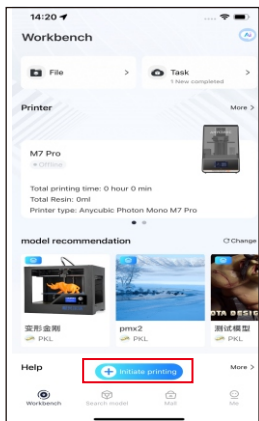 14:20
Workbench
File
Task
1 New completed
Printer
More
M7 Pro
Offline
Total printing time: 0 hour 0 min
Total Resin: 0ml
Printer type: Anycubic Photon Mono M7 Pro
model recommendation
Change
变形金刚
PKL
pmx2
PKL
测试模型
PKL
Help
Initiate printing
More
Workbench
Search model
Mall
Me